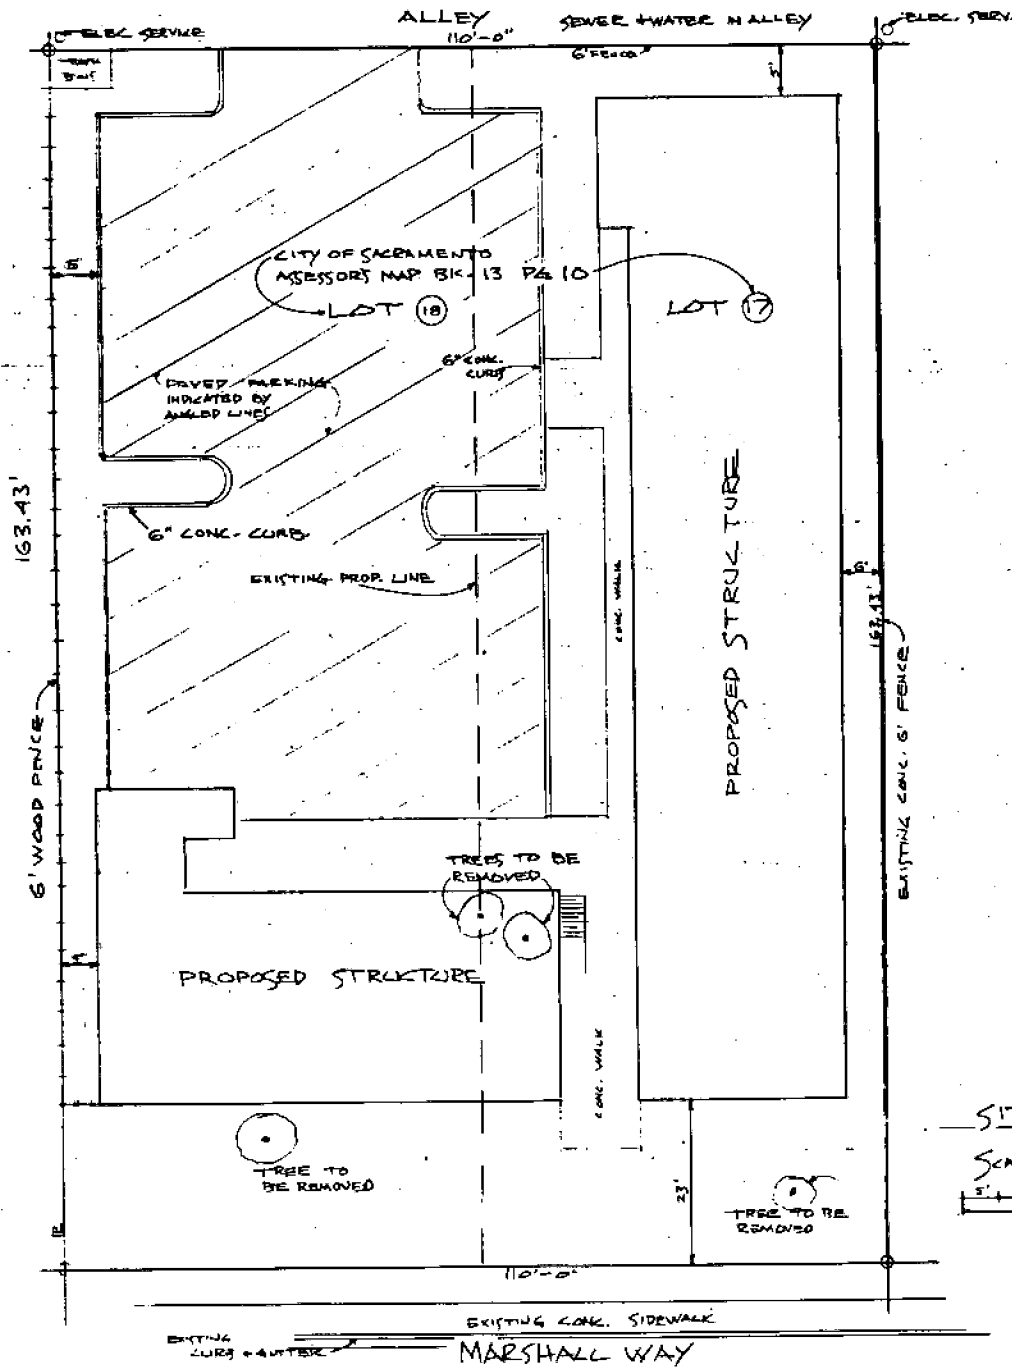 ALLEY
110'-0"
SEWER + WATER IN ALLEY
ELEC. SERVICE
ELEC. SERV
6' FENCE
5'
CITY OF SACRAMENTO
ASSESSOR'S MAP BK. 13 PG 10
LOT 18
LOT 17
6" CONC.
CURB
PAVED PARKING
INDICATED BY
ANGLED LINES
163.43'
6" CONC. CURB
EXISTING PROP. LINE
CONC. WALK
PROPOSED STRUCTURE
6'
163.43'
6' WOOD FENCE
EXISTING CONC. 6' FENCE
TREES TO BE
REMOVED
PROPOSED STRUCTURE
CONC. WALK
TREE TO
BE REMOVED
23'
TREE TO BE
REMOVED
5'
110'-0"
EXISTING CONC. SIDEWALK
EXISTING
CURB + GUTTER
MARSHALL WAY